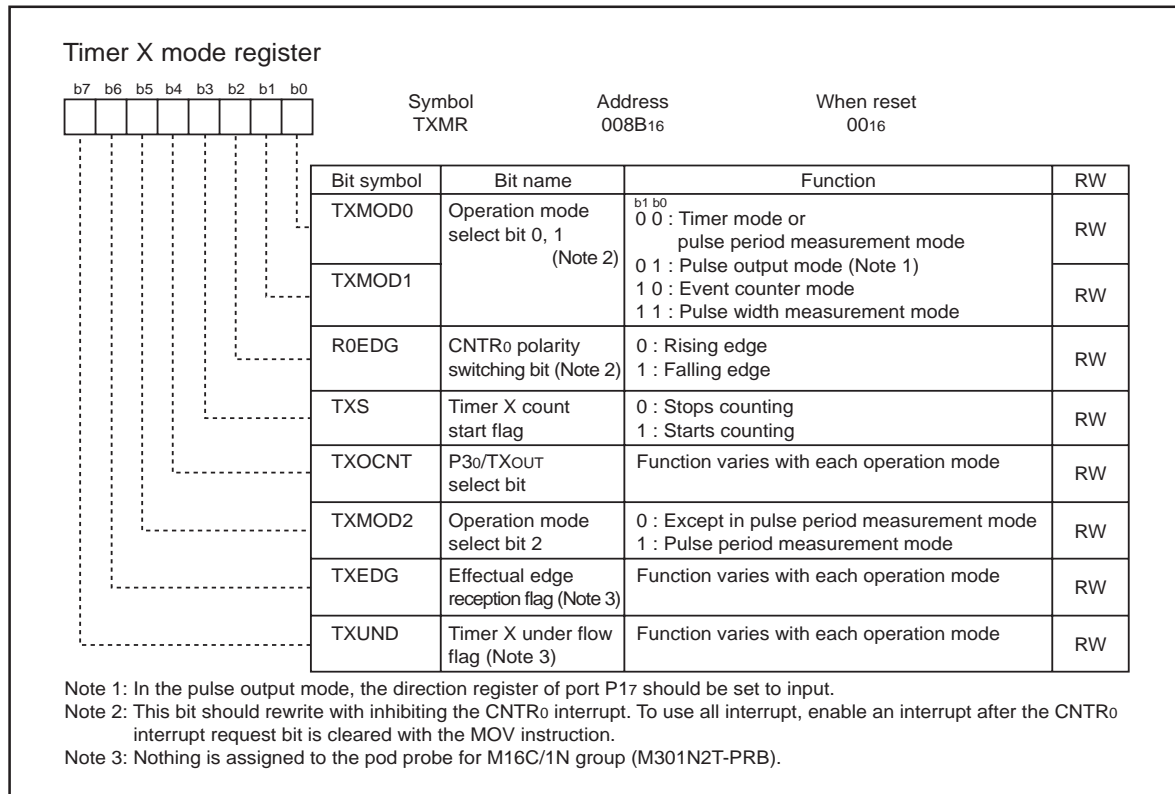 Timer X mode register
b7 b6 b5 b4 b3 b2 b1 b0
Symbol Address When reset
TXMR 008B16 0016
Bit symbol Bit name Function RW
TXMOD0 Operation mode select bit 0, 1 (Note 2)
b1 b0
0 0 : Timer mode or
pulse period measurement mode
RW
0 1 : Pulse output mode (Note 1)
TXMOD1
1 0 : Event counter mode
1 1 : Pulse width measurement mode
RW
R0EDG CNTR0 polarity
switching bit (Note 2)
0 : Rising edge
1 : Falling edge
RW
TXS Timer X count
start flag
0 : Stops counting
1 : Starts counting
RW
TXOCNT P30/TXOUT
select bit
Function varies with each operation mode
RW
TXMOD2 Operation mode
select bit 2
0 : Except in pulse period measurement mode
1 : Pulse period measurement mode
RW
TXEDG Effectual edge
reception flag (Note 3)
Function varies with each operation mode
RW
TXUND Timer X under flow
flag (Note 3)
Function varies with each operation mode
RW
Note 1: In the pulse output mode, the direction register of port P17 should be set to input.
Note 2: This bit should rewrite with inhibiting the CNTR0 interrupt. To use all interrupt, enable an interrupt after the CNTR0
interrupt request bit is cleared with the MOV instruction.
Note 3: Nothing is assigned to the pod probe for M16C/1N group (M301N2T-PRB).